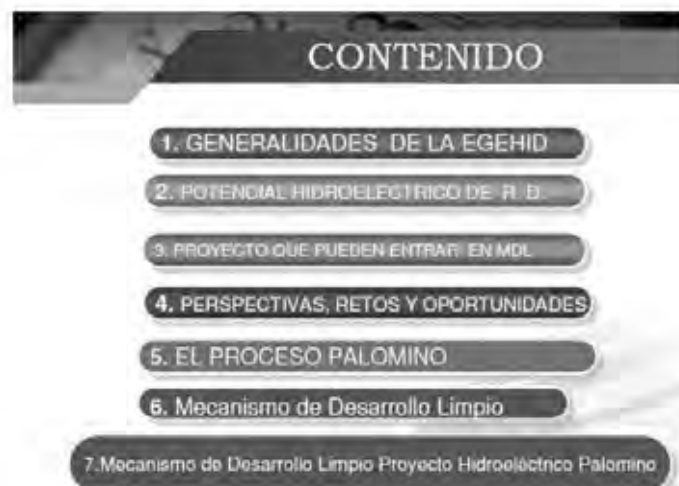 CONTENIDO
1. GENERALIDADES DE LA EGEHID
2. POTENCIAL HIDROELECTRICO DE R. D.
3. PROYECTO QUE PUEDEN ENTRAR EN MDL
4. PERSPECTIVAS, RETOS Y OPORTUNIDADES
5. EL PROCESO PALOMINO
6. Mecanismo de Desarrollo Limpio
7.Mecanismo de Desarrollo Limpio Proyecto Hidroeléctrico Palomino